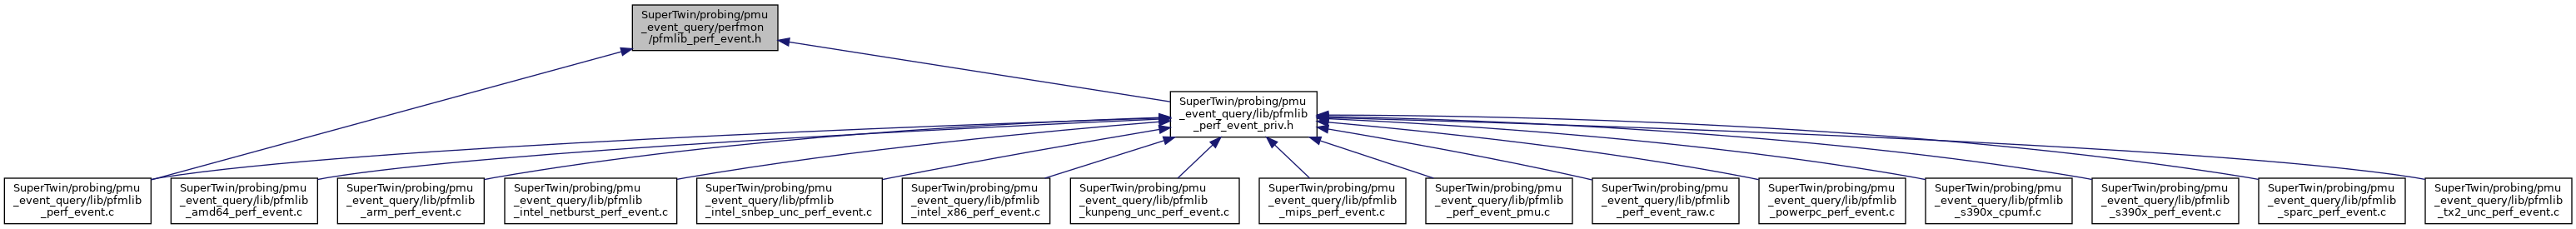 SuperTwin/probing/pmu
_event_query/perfmon
/pfmlib_perf_event.h
SuperTwin/probing/pmu
_event_query/lib/pfmlib
_perf_event_priv.h
SuperTwin/probing/pmu
_event_query/lib/pfmlib
_perf_event.c
SuperTwin/probing/pmu
_event_query/lib/pfmlib
_amd64_perf_event.c
SuperTwin/probing/pmu
_event_query/lib/pfmlib
_arm_perf_event.c
SuperTwin/probing/pmu
_event_query/lib/pfmlib
_intel_netburst_perf_event.c
SuperTwin/probing/pmu
_event_query/lib/pfmlib
_intel_snbep_unc_perf_event.c
SuperTwin/probing/pmu
_event_query/lib/pfmlib
_intel_x86_perf_event.c
SuperTwin/probing/pmu
_event_query/lib/pfmlib
_kunpeng_unc_perf_event.c
SuperTwin/probing/pmu
_event_query/lib/pfmlib
_mips_perf_event.c
SuperTwin/probing/pmu
_event_query/lib/pfmlib
_perf_event_pmu.c
SuperTwin/probing/pmu
_event_query/lib/pfmlib
_perf_event_raw.c
SuperTwin/probing/pmu
_event_query/lib/pfmlib
_powerpc_perf_event.c
SuperTwin/probing/pmu
_event_query/lib/pfmlib
_s390x_cpumf.c
SuperTwin/probing/pmu
_event_query/lib/pfmlib
_s390x_perf_event.c
SuperTwin/probing/pmu
_event_query/lib/pfmlib
_sparc_perf_event.c
SuperTwin/probing/pmu
_event_query/lib/pfmlib
_tx2_unc_perf_event.c